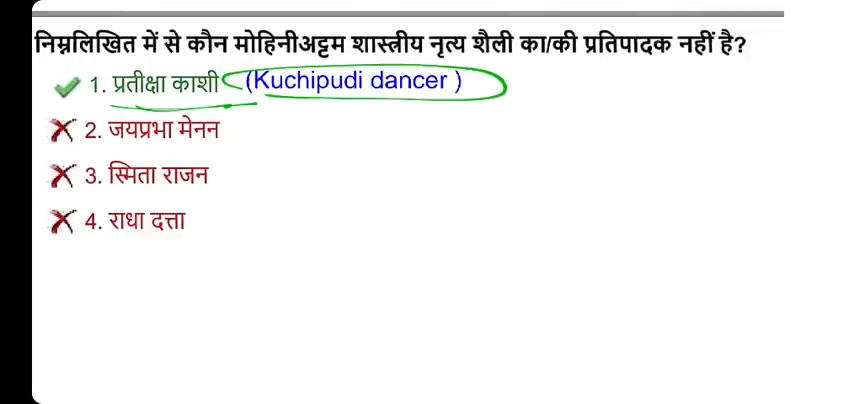 निम्नलिखित में से कौन मोहिनीअट्टम शास्त्रीय नृत्य शैली का/की प्रतिपादक नहीं है?
1. प्रतीक्षा काशी (Kuchipudi dancer )
2. जयप्रभा मेनन
3. स्मिता राजन
4. राधा दत्ता